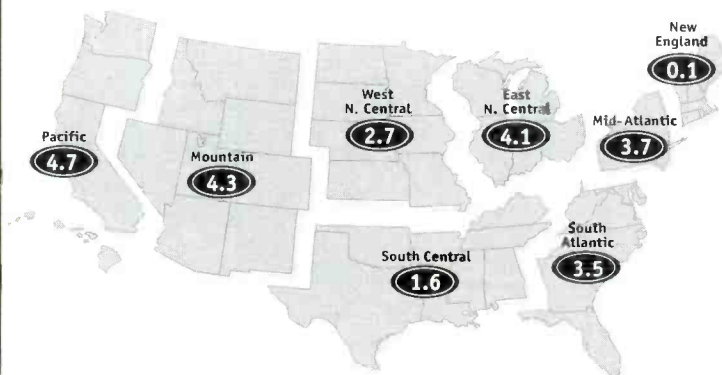 New
England
0.1
West
N. Central
2.7
East
N. Central
4.1
Mid-Atlantic
3.7
Pacific
4.7
Mountain
4.3
South
Atlantic
3.5
South Central
1.6